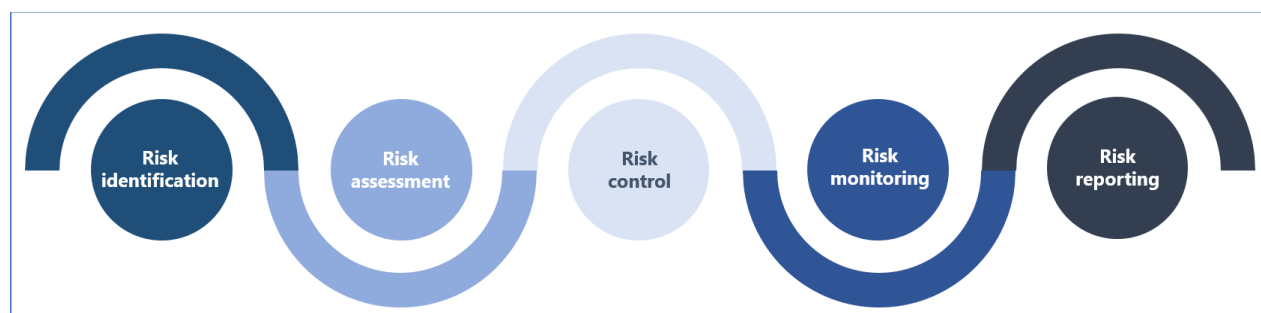 Risk
identification
Risk
assessment
Risk
control
Risk
monitoring
Risk
reporting